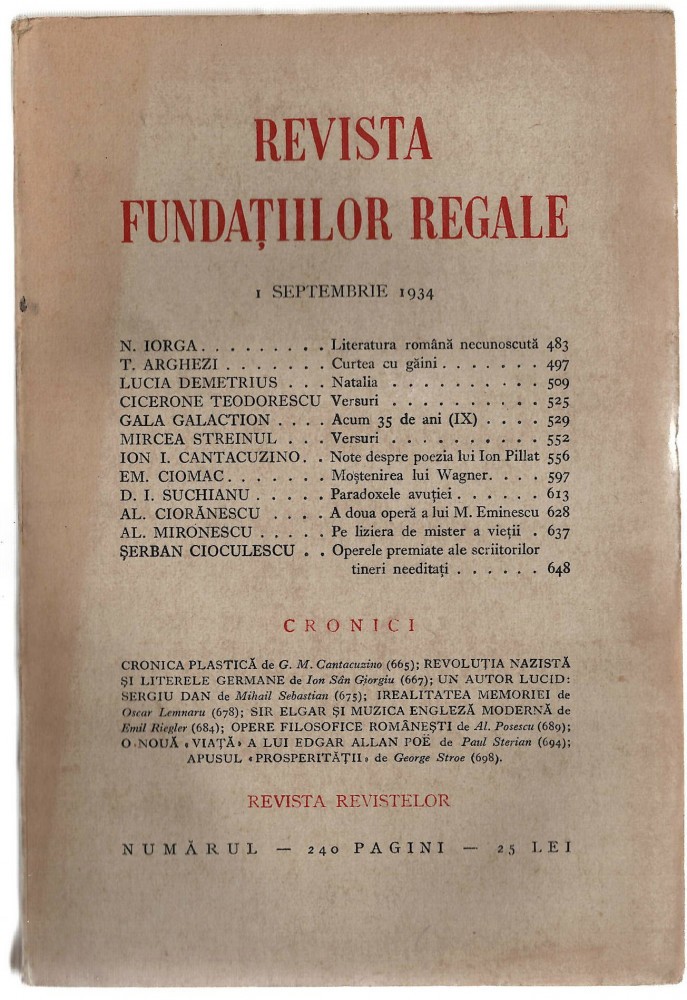 REVISTA
FUNDAȚIILOR REGALE
1 SEPTEMBRIE 1934
N. IORGA . . . . . . . . . Literatura română necunoscută 483
T. ARGHEZI . . . . . . . Curtea cu găini . . . . . . . 497
LUCIA DEMETRIUS . . . Natalia . . . . . . . . . . 509
CICERONE TEODORESCU Versuri . . . . . . . . . . 525
GALA GALACTION . . . . Acum 35 de ani (IX) . . . . 529
MIRCEA STREINUL . . . Versuri . . . . . . . . . . 552
ION I. CANTACUZINO . . Note despre poezia lui Ion Pillat 556
EM. CIOMAC . . . . . . . Moștenirea lui Wagner. . . . 597
D. I. SUCHIANU . . . . . Paradoxele avuției . . . . . . 613
AL. CIORĂNESCU . . . . A doua operă a lui M. Eminescu 628
AL. MIRONESCU . . . . . Pe liziera de mister a vieții . 637
ȘERBAN CIOCULESCU . . Operele premiate ale scriitorilor
tineri needitați . . . . . . 648
CRONICI
CRONICA PLASTICĂ de G. M. Cantacuzino (665); REVOLUȚIA NAZISTĂ
ȘI LITERELE GERMANE de Ion Sân Gjorgiu (667); UN AUTOR LUCID:
SERGIU DAN de Mihail Sebastian (675); IREALITATEA MEMORIEI de
Oscar Lemnaru (678); SIR ELGAR ȘI MUZICA ENGLEZĂ MODERNĂ de
Emil Riegler (684); OPERE FILOSOFICE ROMÂNEȘTI de Al. Posescu (689);
O NOUĂ «VIAȚĂ» A LUI EDGAR ALLAN POË de Paul Sterian (694);
APUSUL «PROSPERITĂȚII» de George Stroe (698).
REVISTA REVISTELOR
NUMĂRUL — 240 PAGINI — 25 LEI